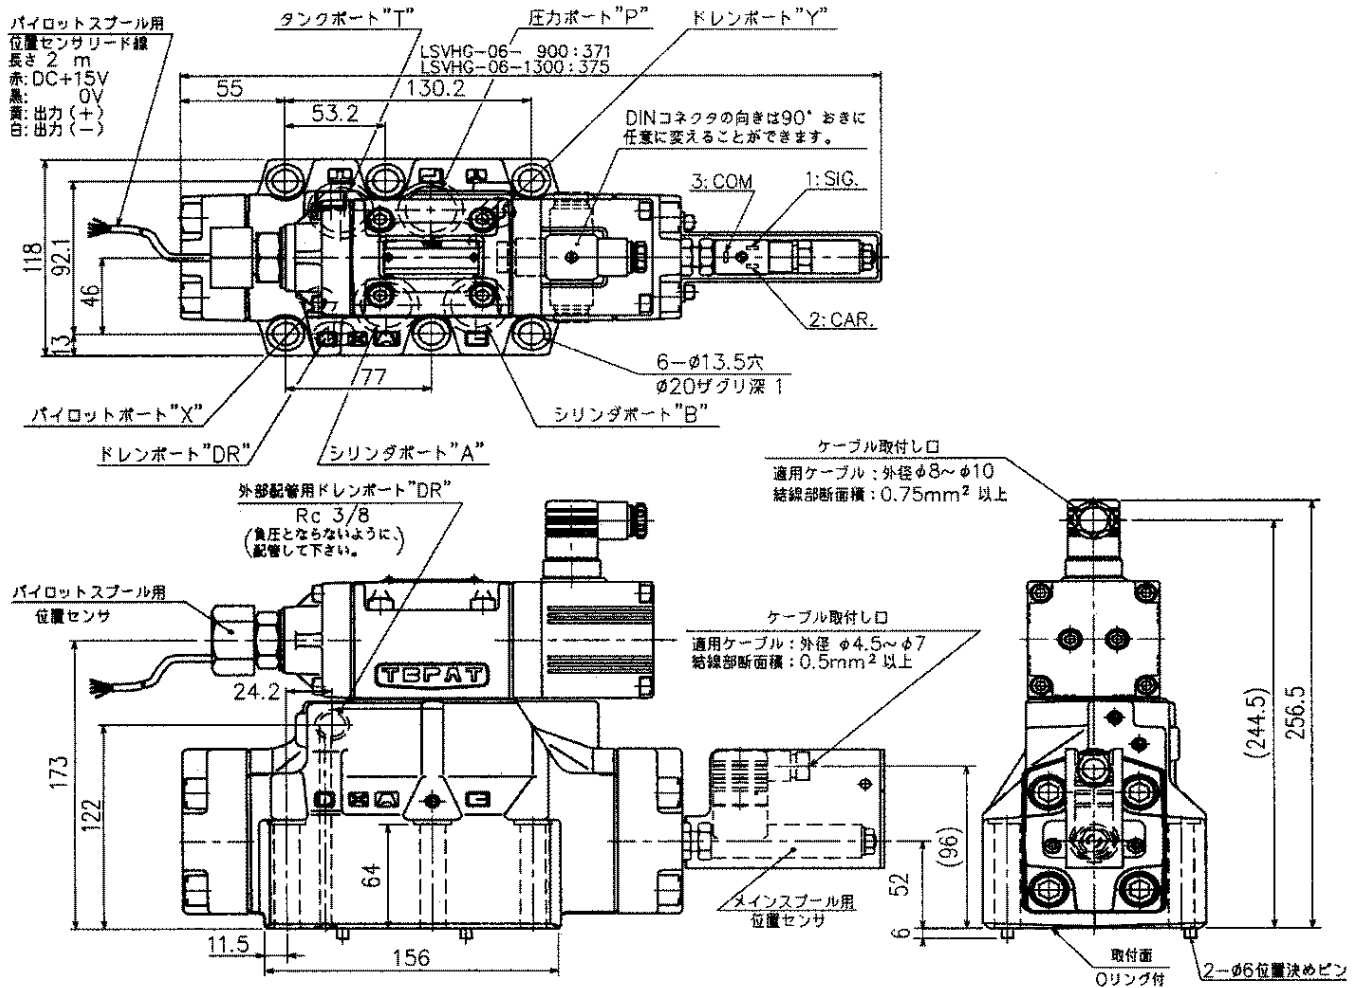 パイロットスプール用
位置センサリード線
長さ 2 m
赤: DC+15V
黒: 0V
黄: 出力 (+)
白: 出力 (−)
タンクポート"T"
圧力ポート"P"
ドレンポート"Y"
LSVHG-06- 900:371
LSVHG-06-1300:375
55
130.2
53.2
DINコネクタの向きは90° おきに
任意に変えることができます。
3: COM
1: SIG.
118
92.1
46
13
2: CAR.
77
6-φ13.5穴
φ20ザグリ深 1
パイロットポート"X"
シリンダポート"B"
ドレンポート"DR"
シリンダポート"A"
外部配管用ドレンポート"DR"
Rc 3/8
(負圧とならないように、
配管して下さい。)
ケーブル取付し口
適用ケーブル : 外径φ8~φ10
結線部断面積 : 0.75mm² 以上
パイロットスプール用
位置センサ
ケーブル取付し口
適用ケーブル : 外径 φ4.5~φ7
結線部断面積 : 0.5mm² 以上
24.2
173
122
64
(96)
52
6
(244.5)
256.5
メインスプール用
位置センサ
11.5
156
取付面
Oリング付
2-φ6位置決めピン